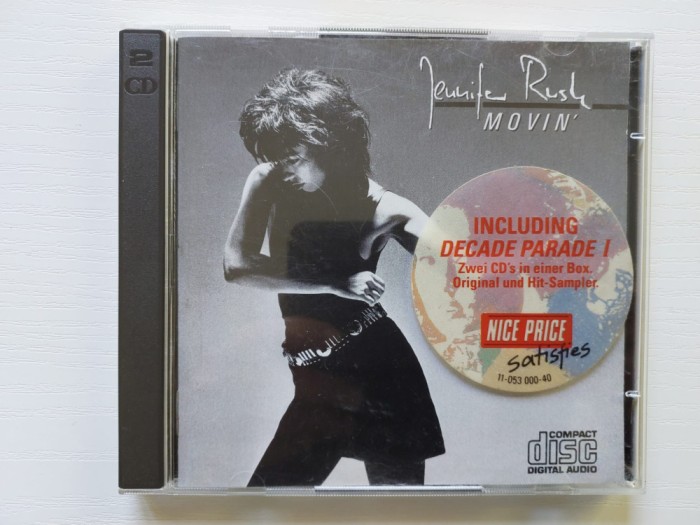 2
CD
Jennifer Rush
MOVIN'
INCLUDING
DECADE PARADE I
Zwei CD's in einer Box.
Original und Hit-Sampler.
NICE PRICE
satisfies
11-053 000-40
COMPACT
disc
DIGITAL AUDIO